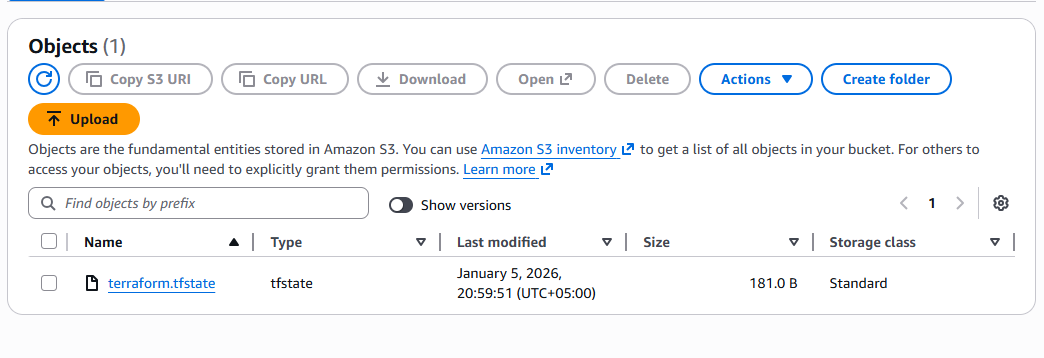 Objects (1)
Copy S3 URI
Copy URL
Download
Open
Delete
Actions
Create folder
Upload
Objects are the fundamental entities stored in Amazon S3. You can use Amazon S3 inventory to get a list of all objects in your bucket. For others to
access your objects, you'll need to explicitly grant them permissions. Learn more
Find objects by prefix
Show versions
1
Name
Type
Last modified
Size
Storage class
terraform.tfstate
tfstate
January 5, 2026,
20:59:51 (UTC+05:00)
181.0 B
Standard